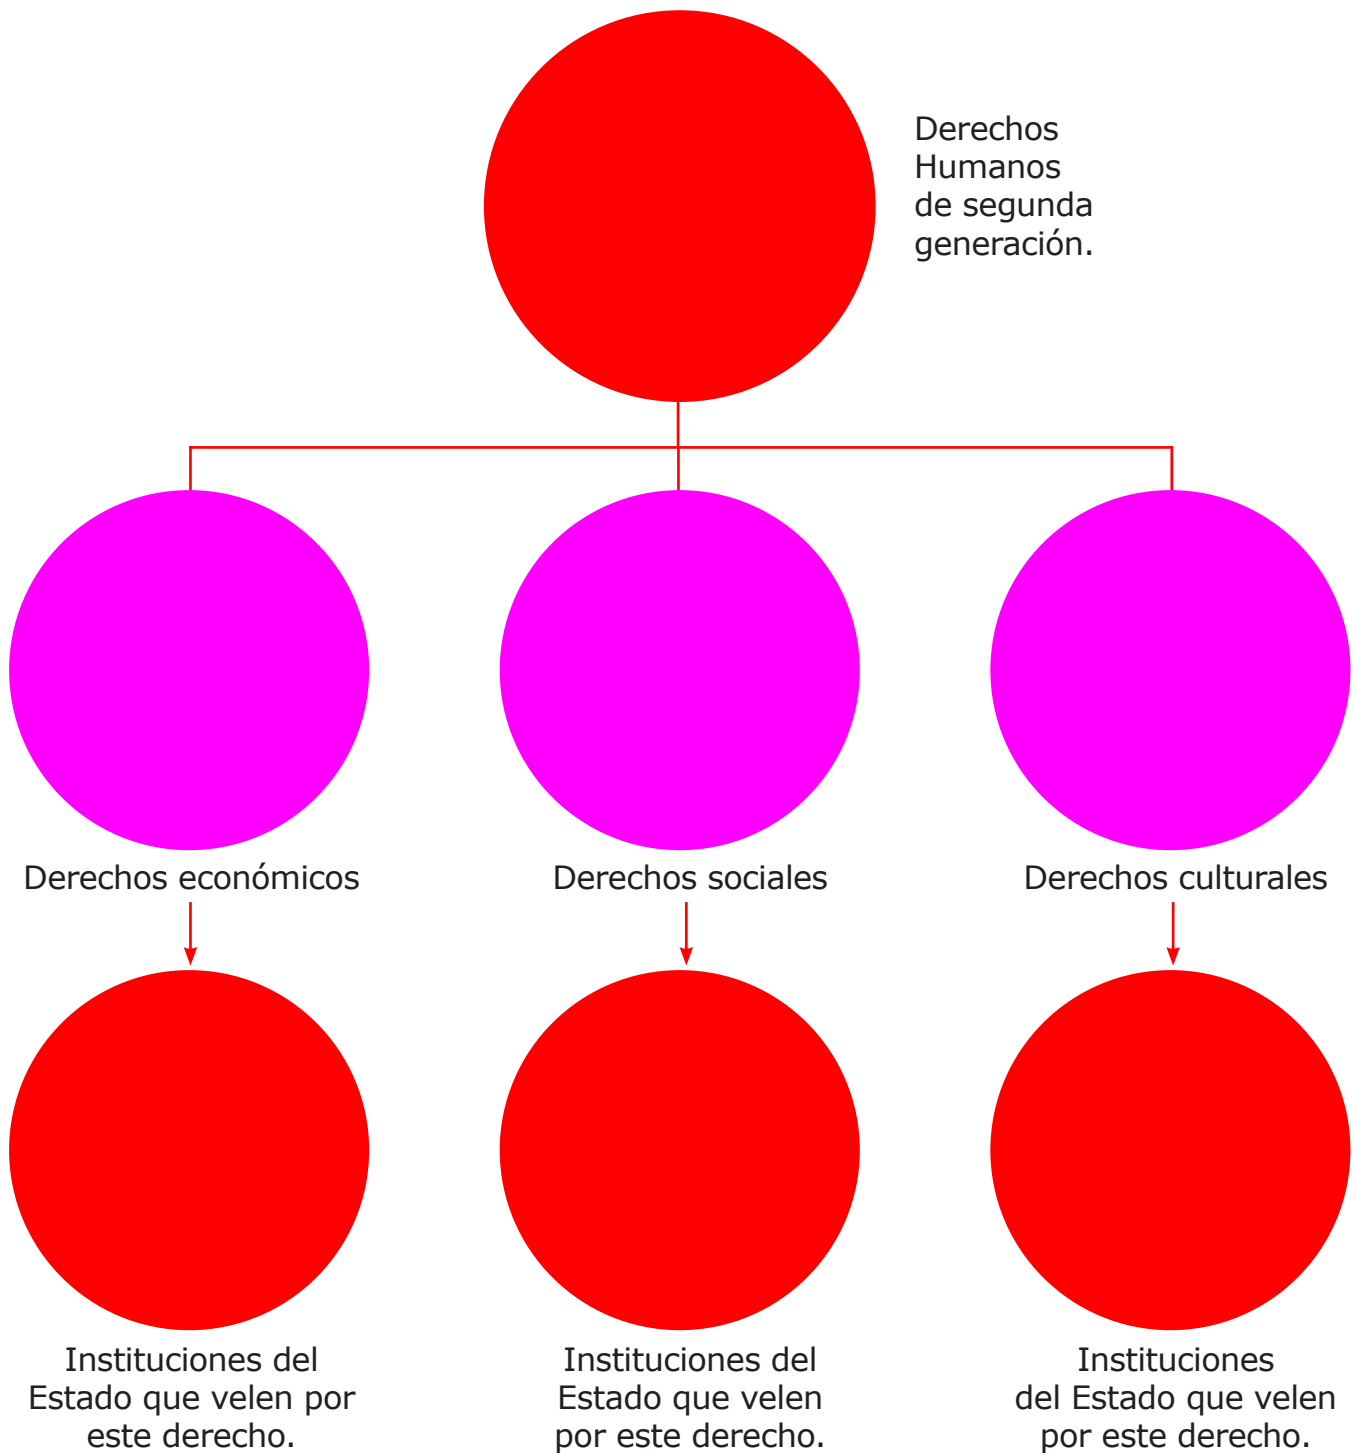 Derechos
Humanos
de segunda
generación.
Derechos económicos
Derechos sociales
Derechos culturales
Instituciones del
Estado que velen por
este derecho.
Instituciones del
Estado que velen
por este derecho.
Instituciones
del Estado que velen
por este derecho.